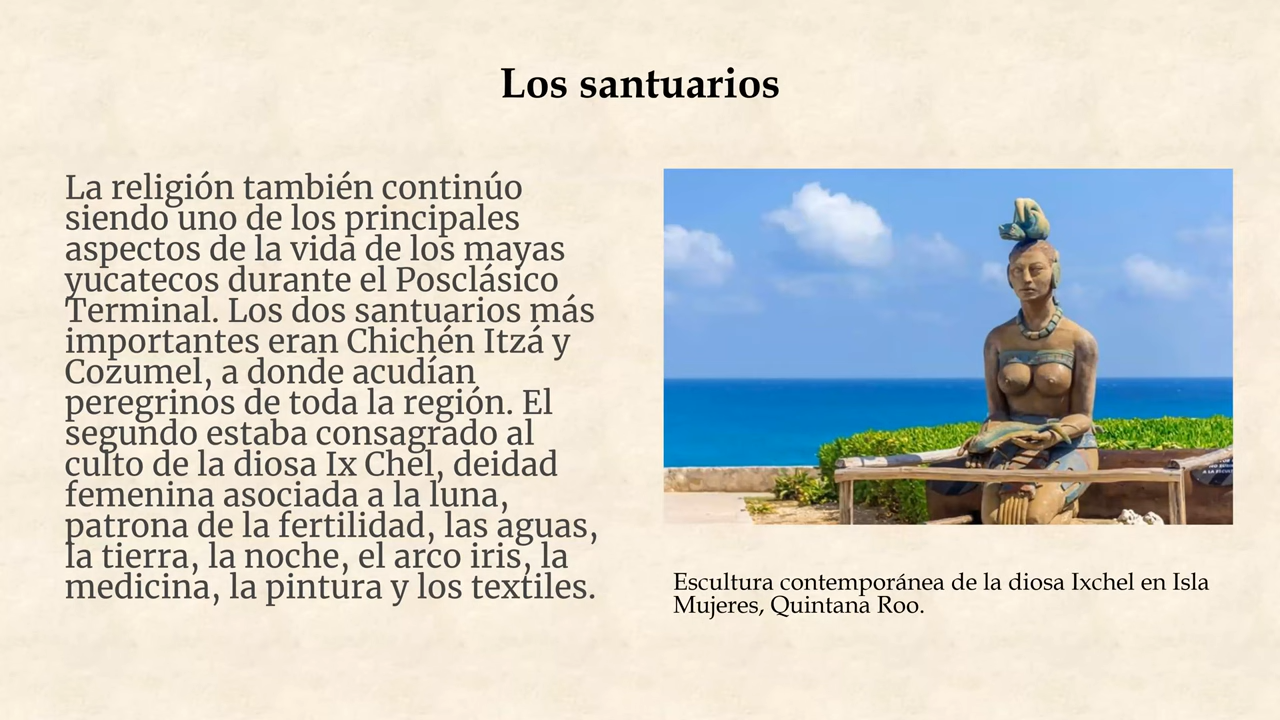 Los santuarios
La religión también continúo
siendo uno de los principales
aspectos de la vida de los mayas
yucatecos durante el Posclásico
Terminal. Los dos santuarios más
importantes eran Chichén Itzá y
Cozumel, a donde acudían
peregrinos de toda la región. El
segundo estaba consagrado al
culto de la diosa Ix Chel, deidad
femenina asociada a la luna,
patrona de la fertilidad, las aguas,
la tierra, la noche, el arco iris, la
medicina, la pintura y los textiles.
Escultura contemporánea de la diosa Ixchel en Isla
Mujeres, Quintana Roo.